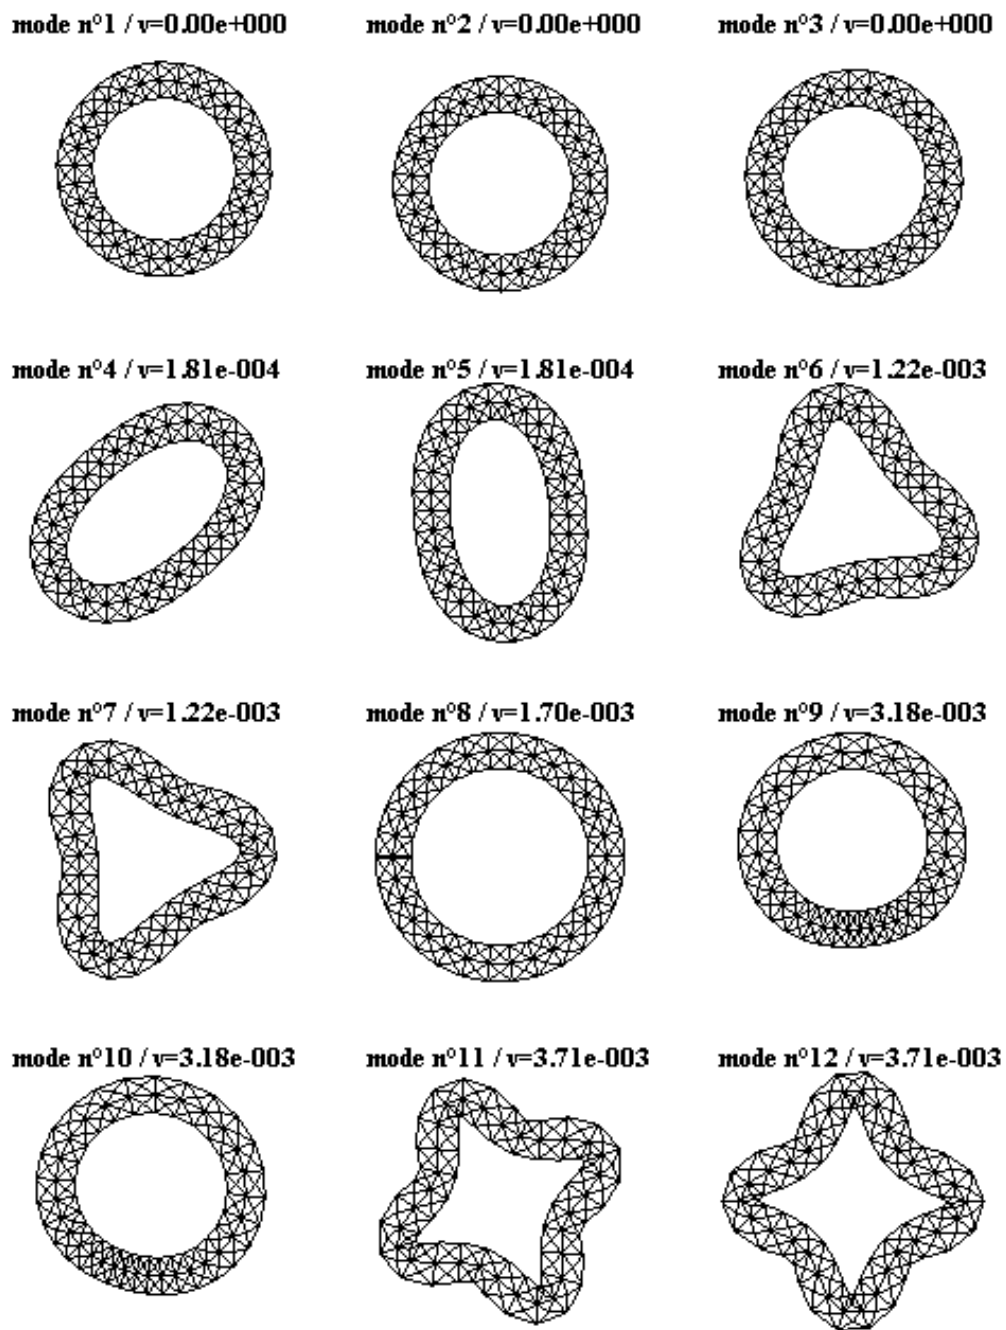 mode n°1 / v=0.00e+000
mode n°2 / v=0.00e+000
mode n°3 / v=0.00e+000
mode n°4 / v=1.81e-004
mode n°5 / v=1.81e-004
mode n°6 / v=1.22e-003
mode n°7 / v=1.22e-003
mode n°8 / v=1.70e-003
mode n°9 / v=3.18e-003
mode n°10 / v=3.18e-003
mode n°11 / v=3.71e-003
mode n°12 / v=3.71e-003